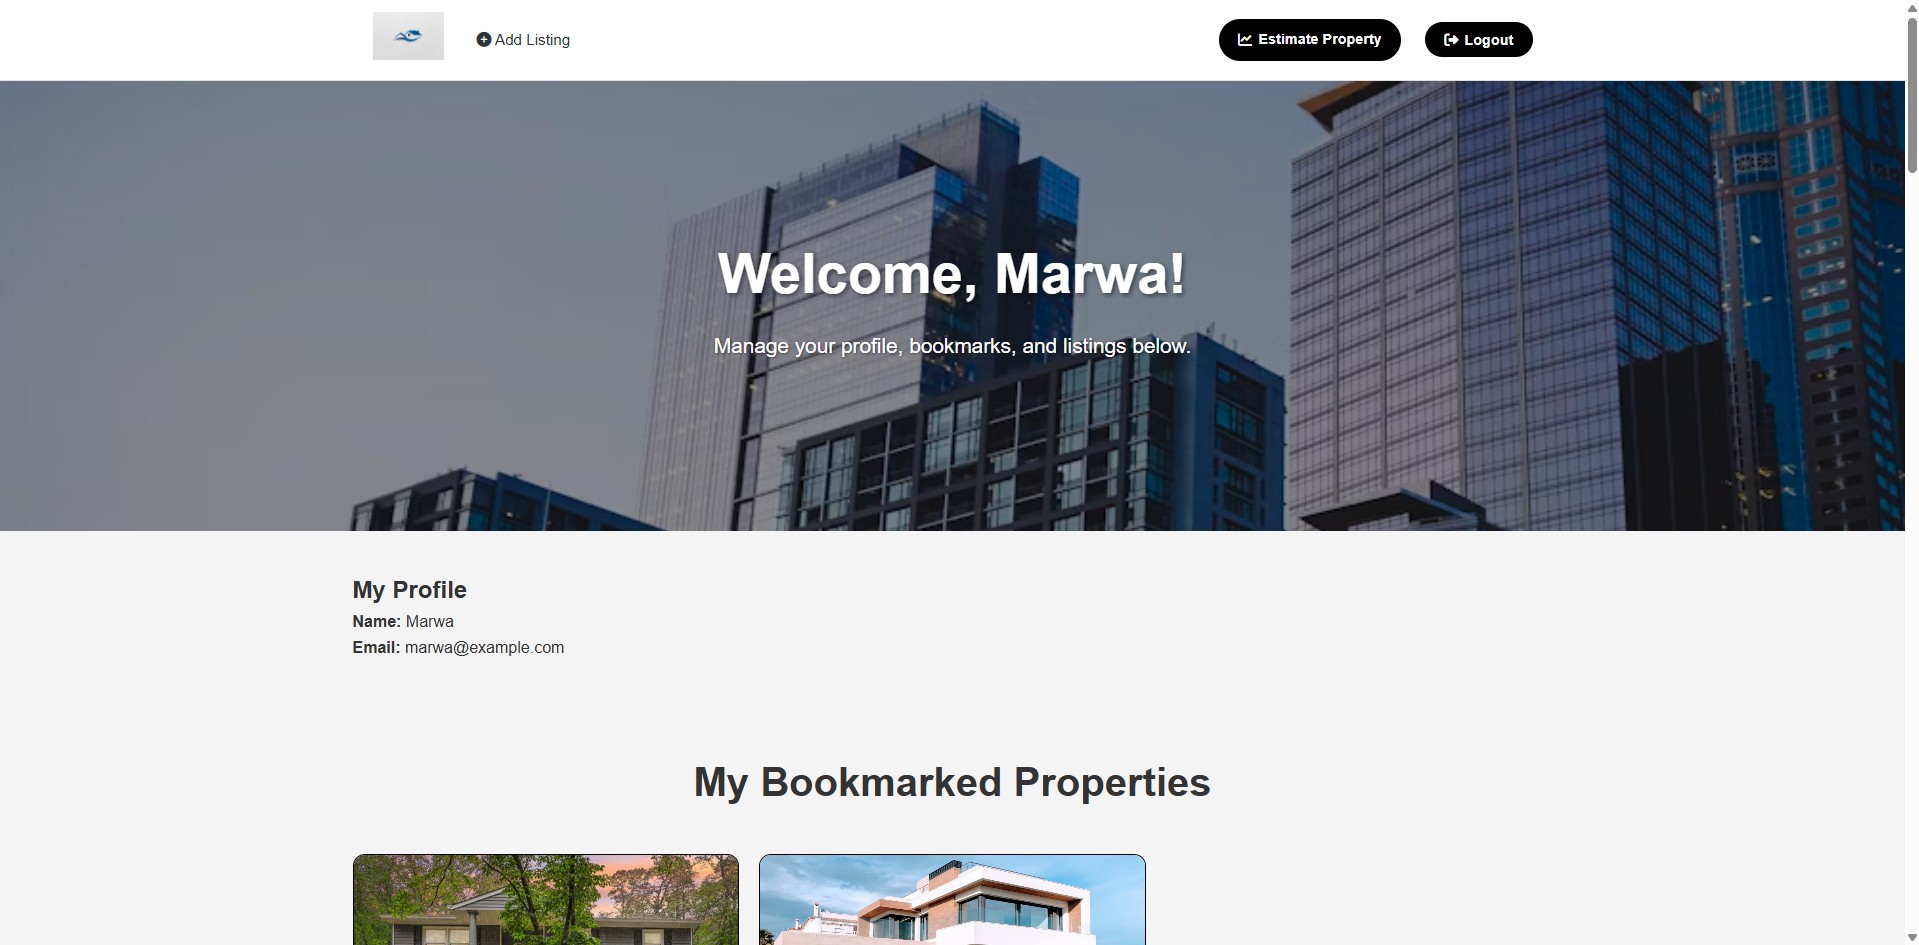 Add Listing
Estimate Property
Logout
Welcome, Marwa!
Manage your profile, bookmarks, and listings below.
My Profile
Name: Marwa
Email: marwa@example.com
My Bookmarked Properties